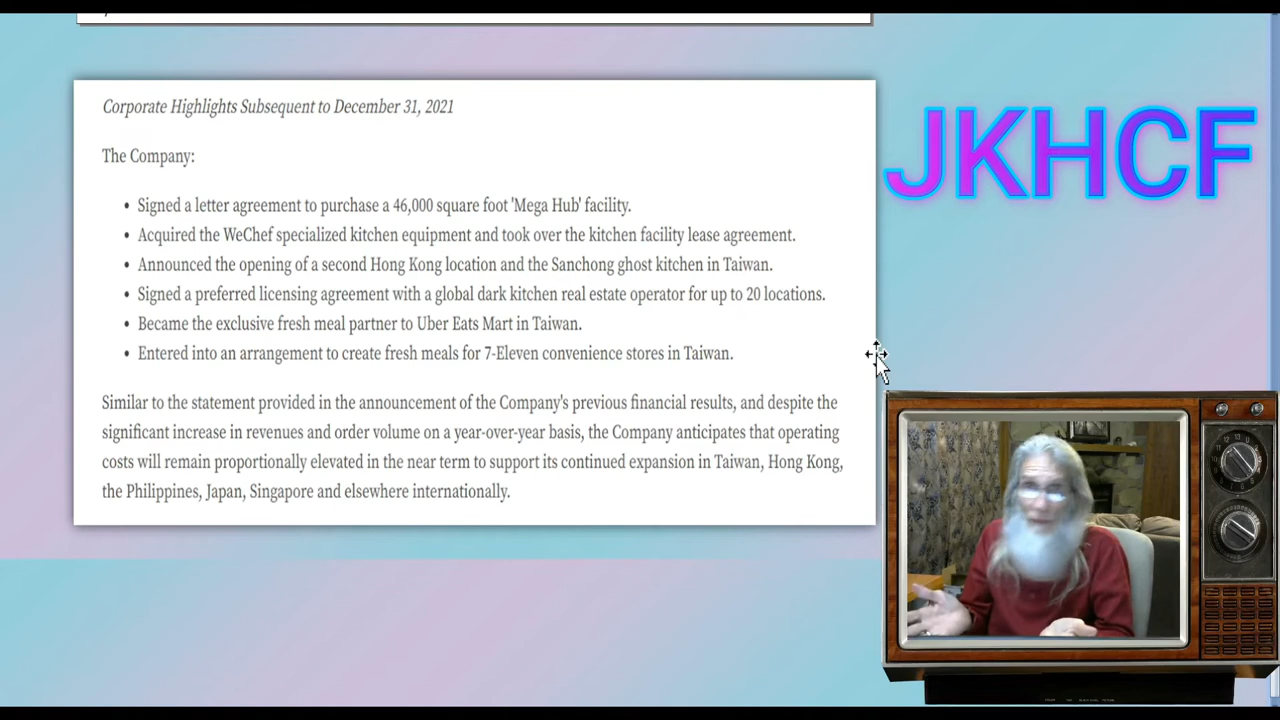 Corporate Highlights Subsequent to December 31, 2021
JKHCF
The Company:
• Signed a letter agreement to purchase a 46,000 square foot 'Mega Hub' facility.
• Acquired the WeChef specialized kitchen equipment and took over the kitchen facility lease agreement.
• Announced the opening of a second Hong Kong location and the Sanchong ghost kitchen in Taiwan.
• Signed a preferred licensing agreement with a global dark kitchen real estate operator for up to 20 locations.
• Became the exclusive fresh meal partner to Uber Eats Mart in Taiwan.
• Entered into an arrangement to create fresh meals for 7-Eleven convenience stores in Taiwan.
Similar to the statement provided in the announcement of the Company's previous financial results, and despite the
significant increase in revenues and order volume on a year-over-year basis, the Company anticipates that operating
costs will remain proportionally elevated in the near term to support its continued expansion in Taiwan, Hong Kong,
the Philippines, Japan, Singapore and elsewhere internationally.